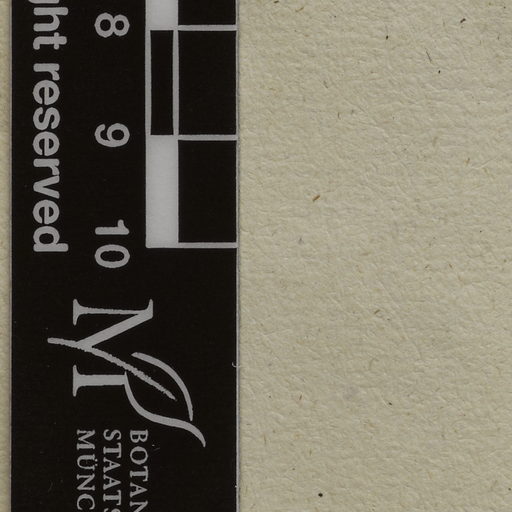 ght reserved
8
9
10
M
BOTAN
STAATS
MÜNC